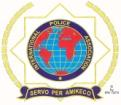 INTERNATIONAL POLICE ASSOCIATION
SERVO PER AMIKECO